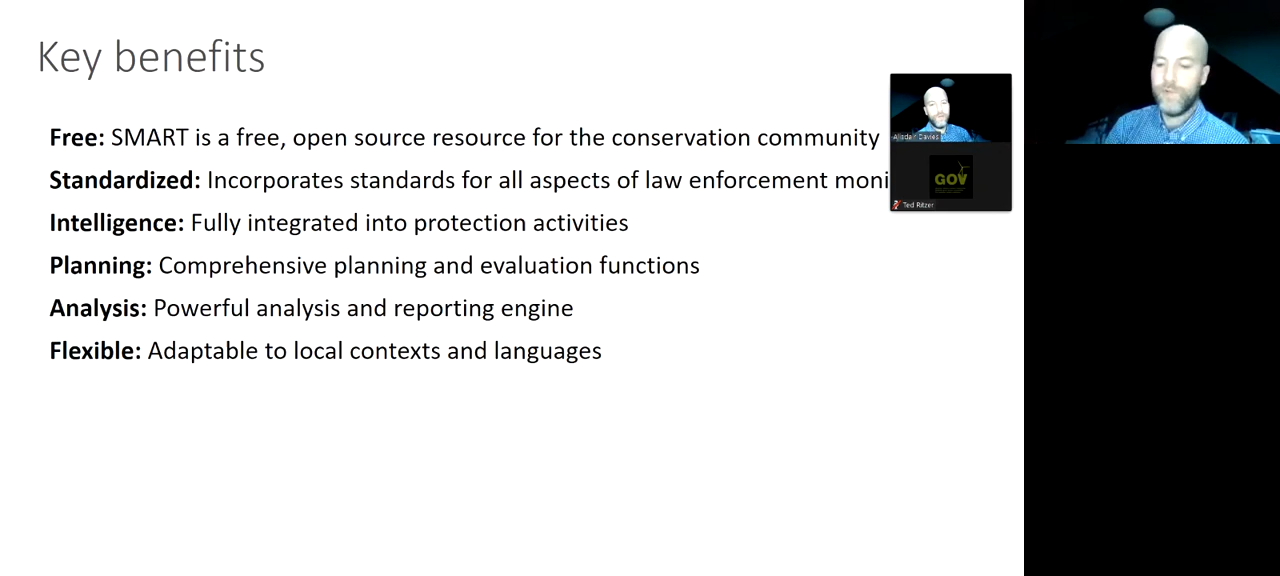 Key benefits
Free: SMART is a free, open source resource for the conservation community
Standardized: Incorporates standards for all aspects of law enforcement moni
Intelligence: Fully integrated into protection activities
Planning: Comprehensive planning and evaluation functions
Analysis: Powerful analysis and reporting engine
Flexible: Adaptable to local contexts and languages
Alisdair Davies
GOV
Ted Ritzer